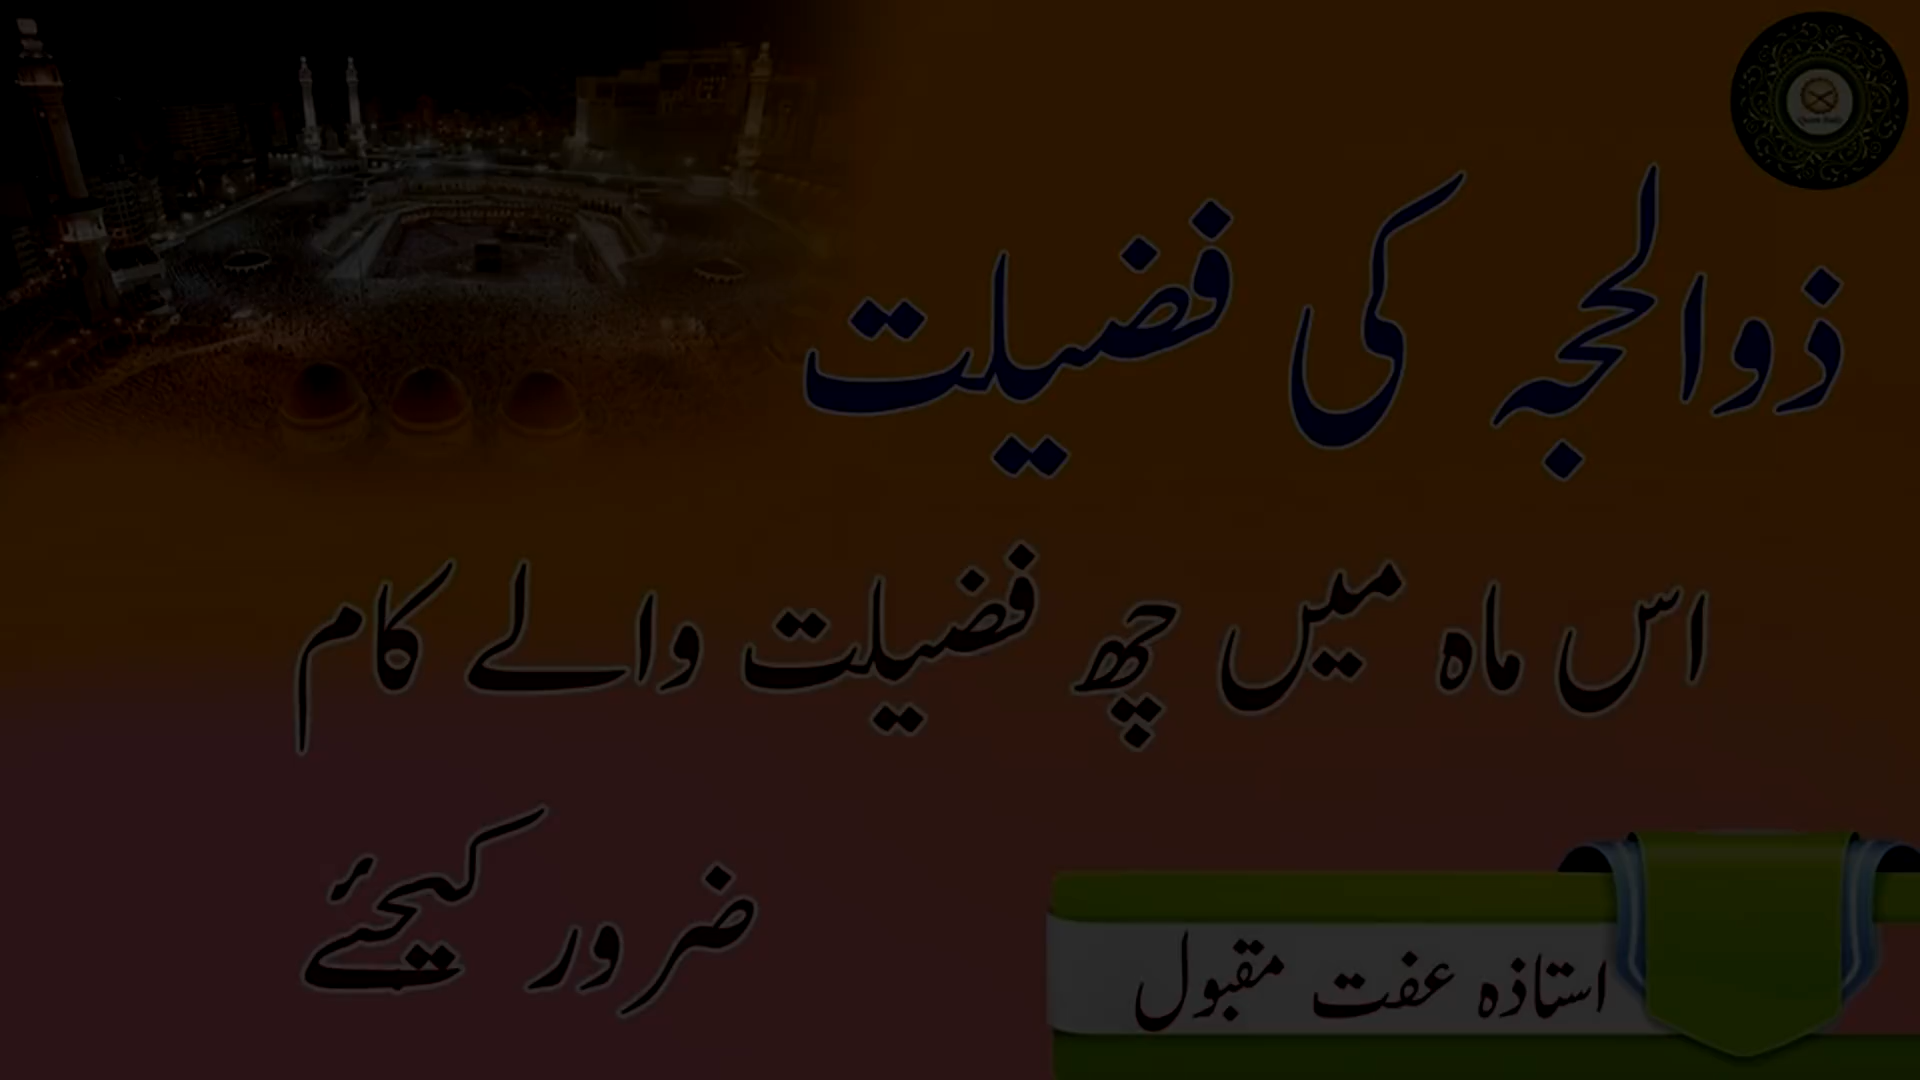 ذوالحجہ کی فضیلت
اس ماہ میں چھ فضیلت والے کام
ضرور کیجئے
استاذہ عفت مقبول